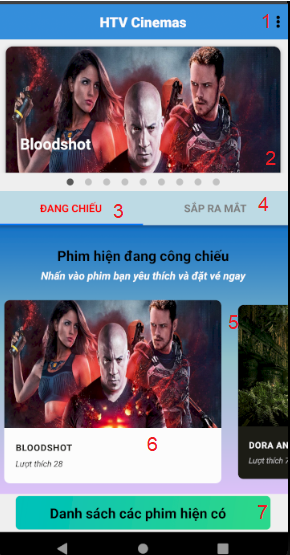 HTV Cinemas
1
Bloodshot
2
ĐANG CHIẾU
3
SẮP RA MẮT
4
Phim hiện đang công chiếu
Nhấn vào phim bạn yêu thích và đặt vé ngay
5
6
BLOODSHOT
Lượt thích 28
DORA AN
Lượt thích 7
Danh sách các phim hiện có
7